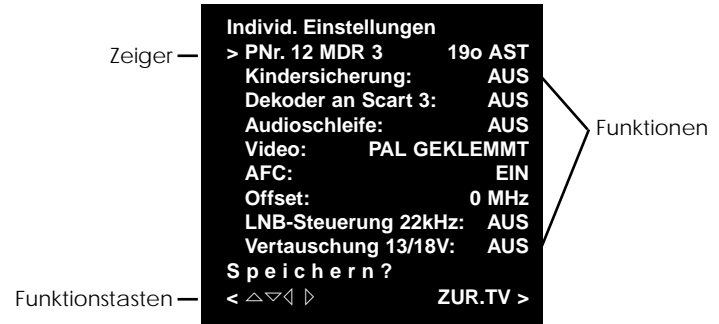 Individ. Einstellungen
Zeiger
> PNr. 12 MDR 3 19o AST
Kindersicherung: AUS
Dekoder an Scart 3: AUS
Audioschleife: AUS
Funktionen
Video: PAL GEKLEMMT
AFC: EIN
Offset: 0 MHz
LNB-Steuerung 22kHz: AUS
Vertauschung 13/18V: AUS
Speichern?
Funktionstasten
< △▽◁ ▷ ZUR.TV >